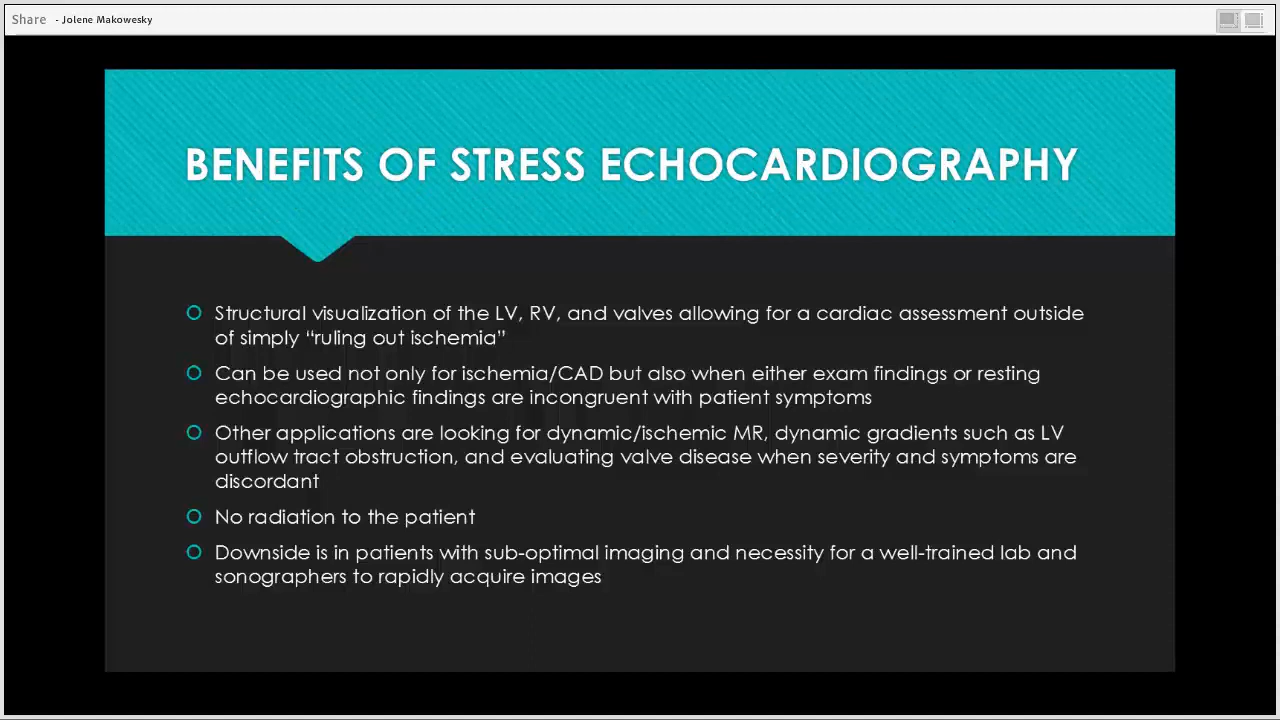 Share - Jolene Makowesky
BENEFITS OF STRESS ECHOCARDIOGRAPHY
Structural visualization of the LV, RV, and valves allowing for a cardiac assessment outside
of simply “ruling out ischemia”
Can be used not only for ischemia/CAD but also when either exam findings or resting
echocardiographic findings are incongruent with patient symptoms
Other applications are looking for dynamic/ischemic MR, dynamic gradients such as LV
outflow tract obstruction, and evaluating valve disease when severity and symptoms are
discordant
No radiation to the patient
Downside is in patients with sub-optimal imaging and necessity for a well-trained lab and
sonographers to rapidly acquire images